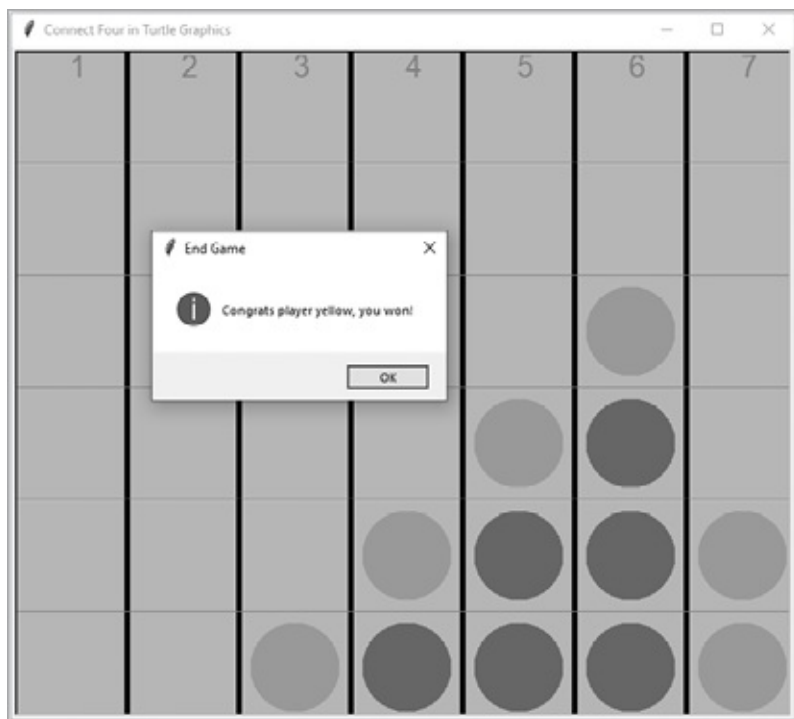 Connect Four in Turtle Graphics
1 2 3 4 5 6 7
End Game
Congrats player yellow, you won!
OK